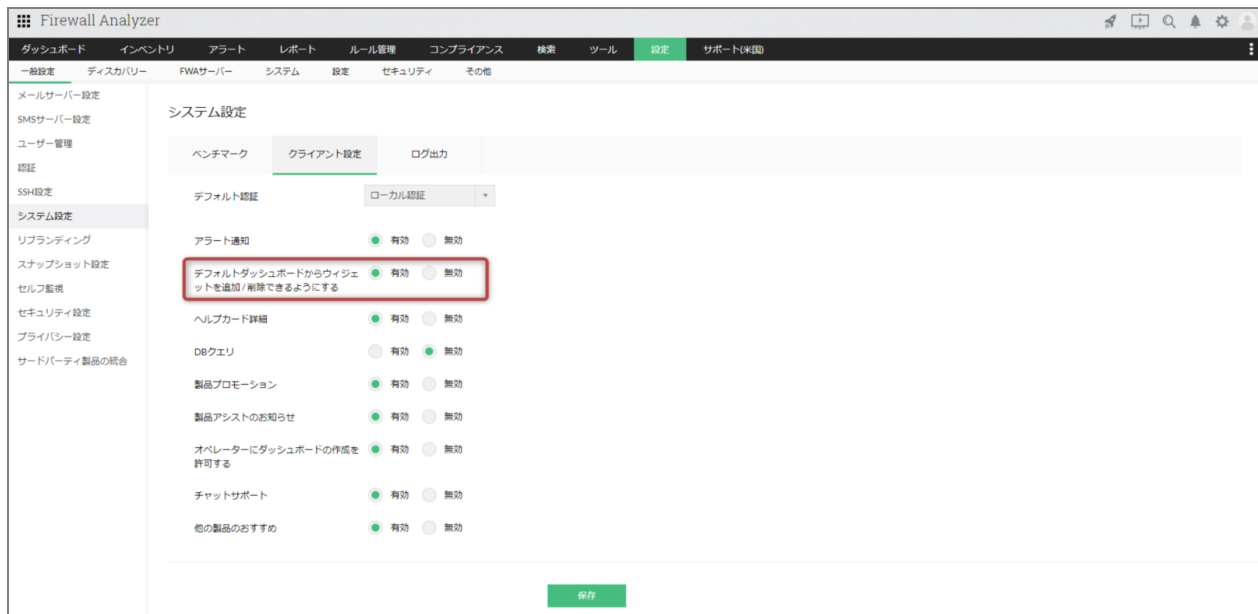 Firewall Analyzer
ダッシュボード インベントリ アラート レポート ルール管理 コンプライアンス 検索 ツール 設定 サポート(米国)
一般設定 ディスカバリー FWAサーバー システム 設定 セキュリティ その他
メールサーバー設定
SMSサーバー設定
ユーザー管理
認証
SSH設定
システム設定
リブランディング
スナップショット設定
セルフ監視
セキュリティ設定
プライバシー設定
サードパーティ製品の統合
システム設定
ベンチマーク クライアント設定 ログ出力
デフォルト認証 ローカル認証
アラート通知 有効 無効
デフォルトダッシュボードからウィジェ 有効 無効
ットを追加/削除できるようにする
ヘルプカード詳細 有効 無効
DBクエリ 有効 無効
製品プロモーション 有効 無効
製品アシストのお知らせ 有効 無効
オペレーターにダッシュボードの作成を 有効 無効
許可する
チャットサポート 有効 無効
他の製品のおすすめ 有効 無効
保存